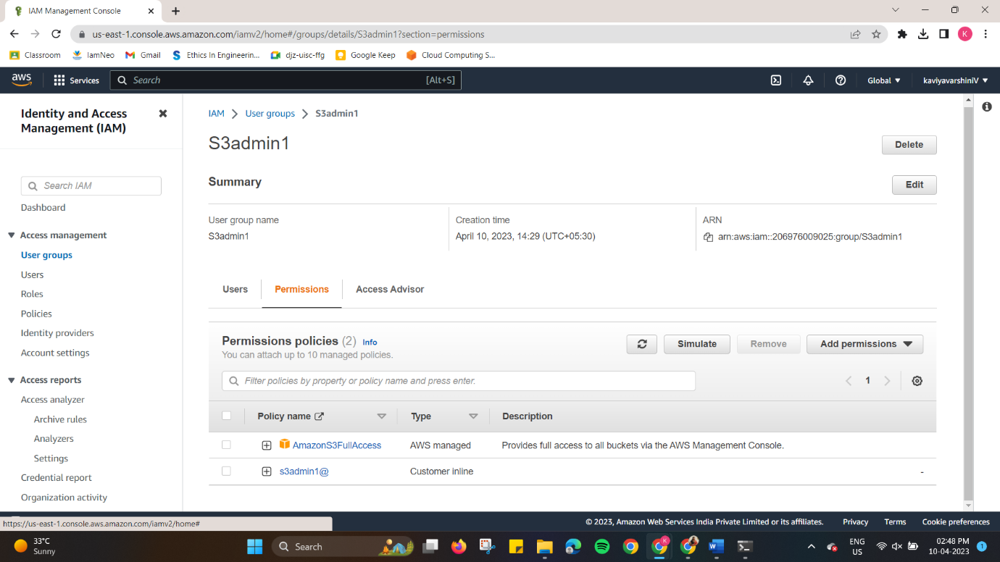 IAM Management Console
us-east-1.console.aws.amazon.com/iamv2/home#/groups/details/S3admin1?section=permissions
K
Classroom
IamNeo
Gmail
Ethics In Engineerin...
djz-uisc-ffg
Google Keep
Cloud Computing S...
aws
Services
Search
[Alt+S]
Global
kaviyavarshiniV
Identity and Access
Management (IAM)
Search IAM
Dashboard
Access management
User groups
Users
Roles
Policies
Identity providers
Account settings
Access reports
Access analyzer
Archive rules
Analyzers
Settings
Credential report
Organization activity
IAM
User groups
S3admin1
S3admin1
Delete
Summary
Edit
User group name
S3admin1
Creation time
April 10, 2023, 14:29 (UTC+05:30)
ARN
arn:aws:iam::206976009025:group/S3admin1
Users
Permissions
Access Advisor
Permissions policies (2) Info
You can attach up to 10 managed policies.
Simulate
Remove
Add permissions
Filter policies by property or policy name and press enter.
1
Policy name
Type
Description
AmazonS3FullAccess
AWS managed
Provides full access to all buckets via the AWS Management Console.
s3admin1@
Customer inline
-
https://us-east-1.console.aws.amazon.com/iamv2/home#
© 2023, Amazon Web Services India Private Limited or its affiliates.
Privacy
Terms
Cookie preferences
33°C
Sunny
Search
K
ENG
US
02:48 PM
10-04-2023
1